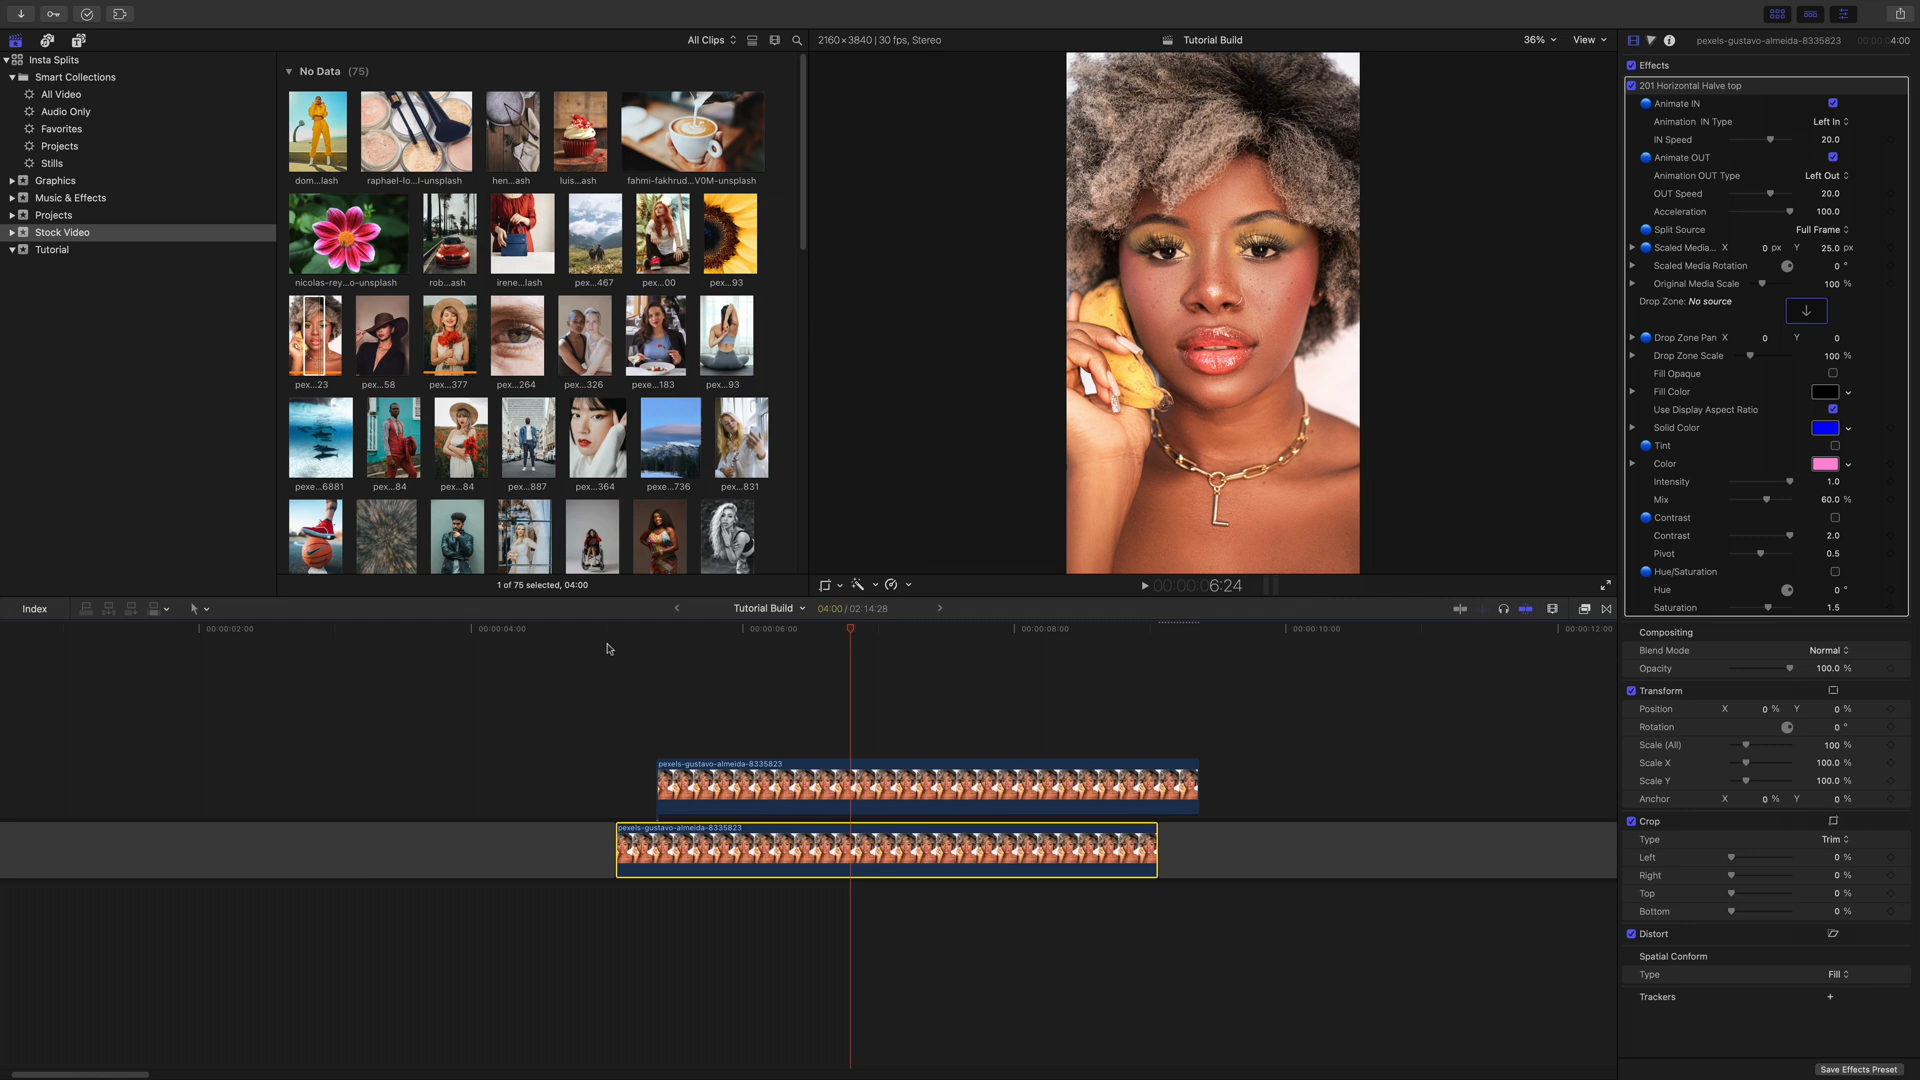 All Clips
2160×3840 | 30 fps, Stereo
Tutorial Build
36%
View
pexels-gustavo-almeida-8335823
4:00
Insta Splits
Smart Collections
All Video
Audio Only
Favorites
Projects
Stills
Graphics
Music & Effects
Projects
Stock Video
Tutorial
No Data (75)
dom...lash
raphael-lo...l-unsplash
hen...ash
luis...ash
fahmi-fakhrud...V0M-unsplash
nicolas-rey...o-unsplash
rob...ash
irene...lash
pex...467
pex...00
pex...93
pex...23
pex...58
pex...377
pex...264
pex...326
pexe...183
pex...93
pex...6881
pex...84
pex...84
pex...887
pex...364
pexe...736
pex...831
1 of 75 selected, 04:00
00:00:06:24
Effects
201 Horizontal Halve top
Animate IN
Animation IN Type Left In
IN Speed 20.0
Animate OUT
Animation OUT Type Left Out
OUT Speed 20.0
Acceleration 100.0
Split Source Full Frame
Scaled Media... X 0 px Y 25.0 px
Scaled Media Rotation 0 °
Original Media Scale 100 %
Drop Zone: No source
Drop Zone Pan X 0 Y 0
Drop Zone Scale 100 %
Fill Opaque
Fill Color
Use Display Aspect Ratio
Solid Color
Tint
Color
Intensity 1.0
Mix 60.0 %
Contrast
Contrast 2.0
Pivot 0.5
Hue/Saturation
Hue 0 °
Saturation 1.5
Compositing
Blend Mode Normal
Opacity 100.0 %
Transform
Position X 0 % Y 0 %
Rotation 0 °
Scale (All) 100 %
Scale X 100.0 %
Scale Y 100.0 %
Anchor X 0 % Y 0 %
Crop
Type Trim
Left 0 %
Right 0 %
Top 0 %
Bottom 0 %
Distort
Spatial Conform
Type Fill
Trackers
Save Effects Preset
Index
Tutorial Build
04:00 / 02:14:28
00:00:02:00
00:00:04:00
00:00:06:00
00:00:08:00
00:00:10:00
00:00:12:00
pexels-gustavo-almeida-8335823
pexels-gustavo-almeida-8335823